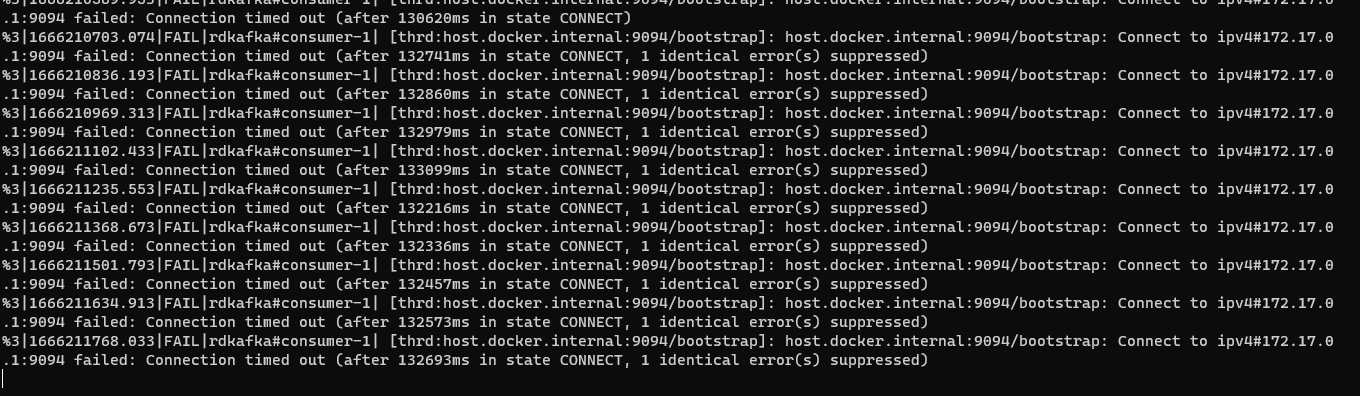 %3|1666210569.955|FAIL|rdkafka#consumer-1| [thrd:host.docker.internal:9094/bootstrap]: host.docker.internal:9094/bootstrap: Connect to ipv4#172.17.0
.1:9094 failed: Connection timed out (after 130620ms in state CONNECT)
%3|1666210703.074|FAIL|rdkafka#consumer-1| [thrd:host.docker.internal:9094/bootstrap]: host.docker.internal:9094/bootstrap: Connect to ipv4#172.17.0
.1:9094 failed: Connection timed out (after 132741ms in state CONNECT, 1 identical error(s) suppressed)
%3|1666210836.193|FAIL|rdkafka#consumer-1| [thrd:host.docker.internal:9094/bootstrap]: host.docker.internal:9094/bootstrap: Connect to ipv4#172.17.0
.1:9094 failed: Connection timed out (after 132860ms in state CONNECT, 1 identical error(s) suppressed)
%3|1666210969.313|FAIL|rdkafka#consumer-1| [thrd:host.docker.internal:9094/bootstrap]: host.docker.internal:9094/bootstrap: Connect to ipv4#172.17.0
.1:9094 failed: Connection timed out (after 132979ms in state CONNECT, 1 identical error(s) suppressed)
%3|1666211102.433|FAIL|rdkafka#consumer-1| [thrd:host.docker.internal:9094/bootstrap]: host.docker.internal:9094/bootstrap: Connect to ipv4#172.17.0
.1:9094 failed: Connection timed out (after 133099ms in state CONNECT, 1 identical error(s) suppressed)
%3|1666211235.553|FAIL|rdkafka#consumer-1| [thrd:host.docker.internal:9094/bootstrap]: host.docker.internal:9094/bootstrap: Connect to ipv4#172.17.0
.1:9094 failed: Connection timed out (after 132216ms in state CONNECT, 1 identical error(s) suppressed)
%3|1666211368.673|FAIL|rdkafka#consumer-1| [thrd:host.docker.internal:9094/bootstrap]: host.docker.internal:9094/bootstrap: Connect to ipv4#172.17.0
.1:9094 failed: Connection timed out (after 132336ms in state CONNECT, 1 identical error(s) suppressed)
%3|1666211501.793|FAIL|rdkafka#consumer-1| [thrd:host.docker.internal:9094/bootstrap]: host.docker.internal:9094/bootstrap: Connect to ipv4#172.17.0
.1:9094 failed: Connection timed out (after 132457ms in state CONNECT, 1 identical error(s) suppressed)
%3|1666211634.913|FAIL|rdkafka#consumer-1| [thrd:host.docker.internal:9094/bootstrap]: host.docker.internal:9094/bootstrap: Connect to ipv4#172.17.0
.1:9094 failed: Connection timed out (after 132573ms in state CONNECT, 1 identical error(s) suppressed)
%3|1666211768.033|FAIL|rdkafka#consumer-1| [thrd:host.docker.internal:9094/bootstrap]: host.docker.internal:9094/bootstrap: Connect to ipv4#172.17.0
.1:9094 failed: Connection timed out (after 132693ms in state CONNECT, 1 identical error(s) suppressed)